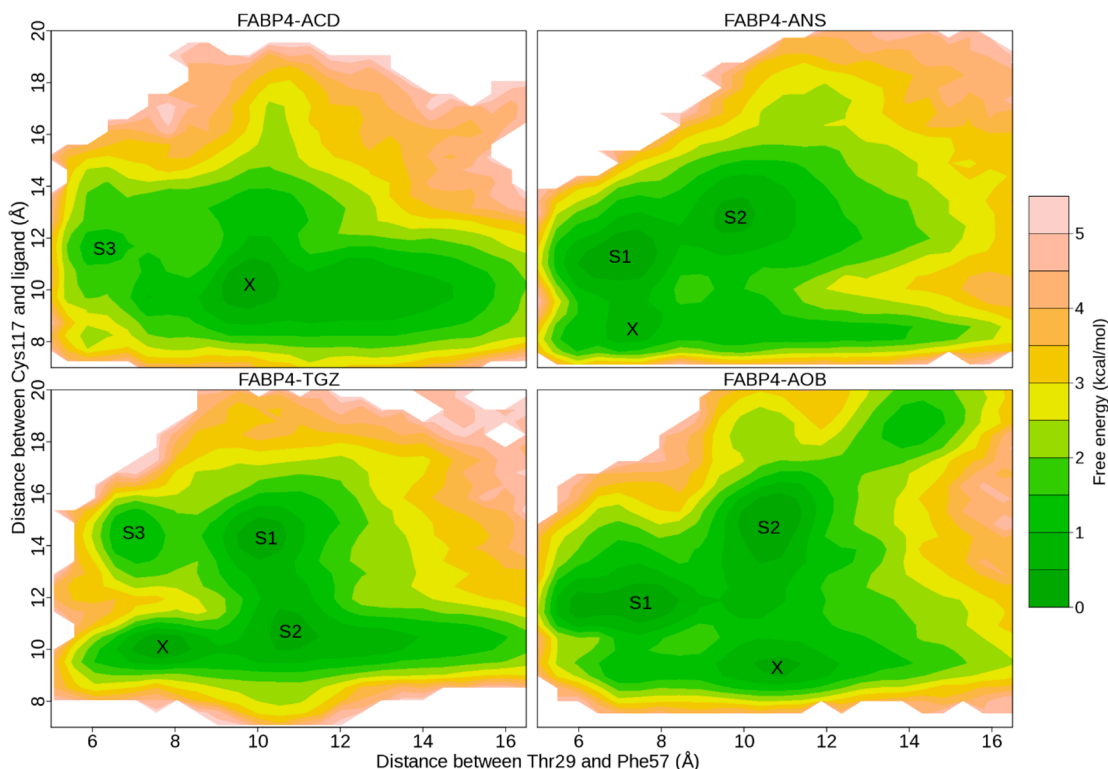 FABP4-ACD
FABP4-ANS
20
18
16
14
12
10
8
S3
X
S1
S2
X
FABP4-TGZ
FABP4-AOB
20
18
16
14
12
10
8
S3
S1
S2
X
S2
S1
X
6 8 10 12 14 16
6 8 10 12 14 16
Distance between Thr29 and Phe57 (Å)
Distance between Cys117 and ligand (Å)
5
4
3
2
1
0
Free energy (kcal/mol)